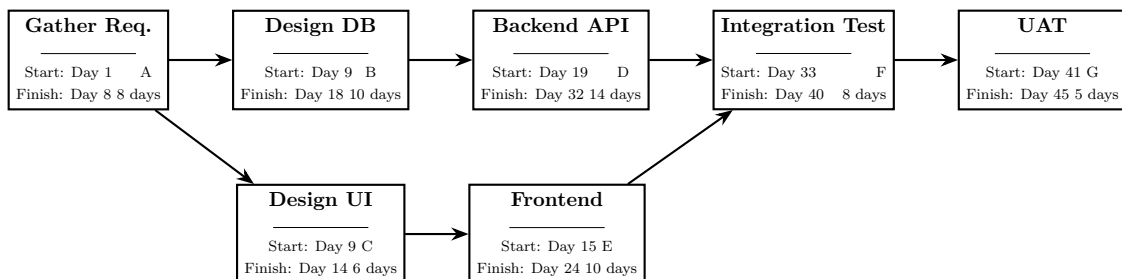 Gather Req.
Start: Day 1 A
Finish: Day 8 8 days
Design DB
Start: Day 9 B
Finish: Day 18 10 days
Backend API
Start: Day 19 D
Finish: Day 32 14 days
Integration Test
Start: Day 33 F
Finish: Day 40 8 days
UAT
Start: Day 41 G
Finish: Day 45 5 days
Design UI
Start: Day 9 C
Finish: Day 14 6 days
Frontend
Start: Day 15 E
Finish: Day 24 10 days